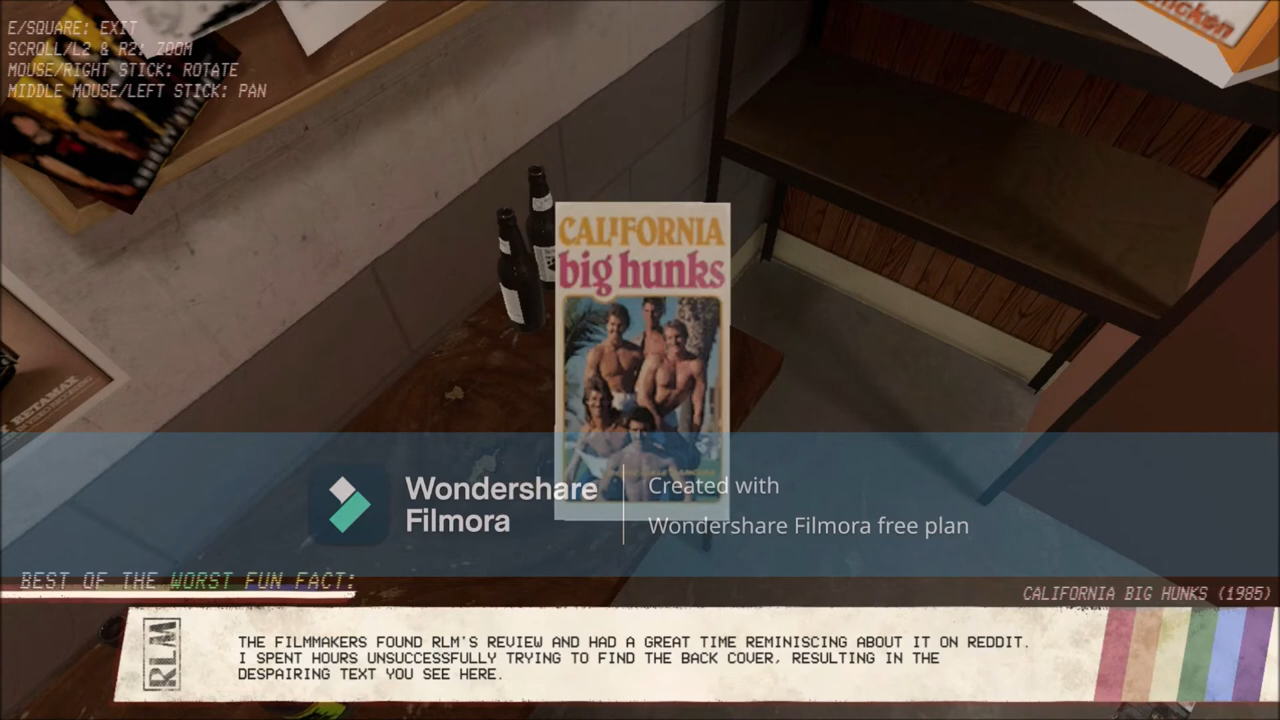 E/SQUARE: EXIT
SCROLL/L2 & R2: ZOOM
MOUSE/RIGHT STICK: ROTATE
MIDDLE MOUSE/LEFT STICK: PAN
CALIFORNIA
big hunks
BETAMAX
Wondershare
Filmora
Created with
Wondershare Filmora free plan
BEST OF THE WORST FUN FACT:
CALIFORNIA BIG HUNKS (1985)
RLM
THE FILMMAKERS FOUND RLM'S REVIEW AND HAD A GREAT TIME REMINISCING ABOUT IT ON REDDIT.
I SPENT HOURS UNSUCCESSFULLY TRYING TO FIND THE BACK COVER, RESULTING IN THE
DESPAIRING TEXT YOU SEE HERE.